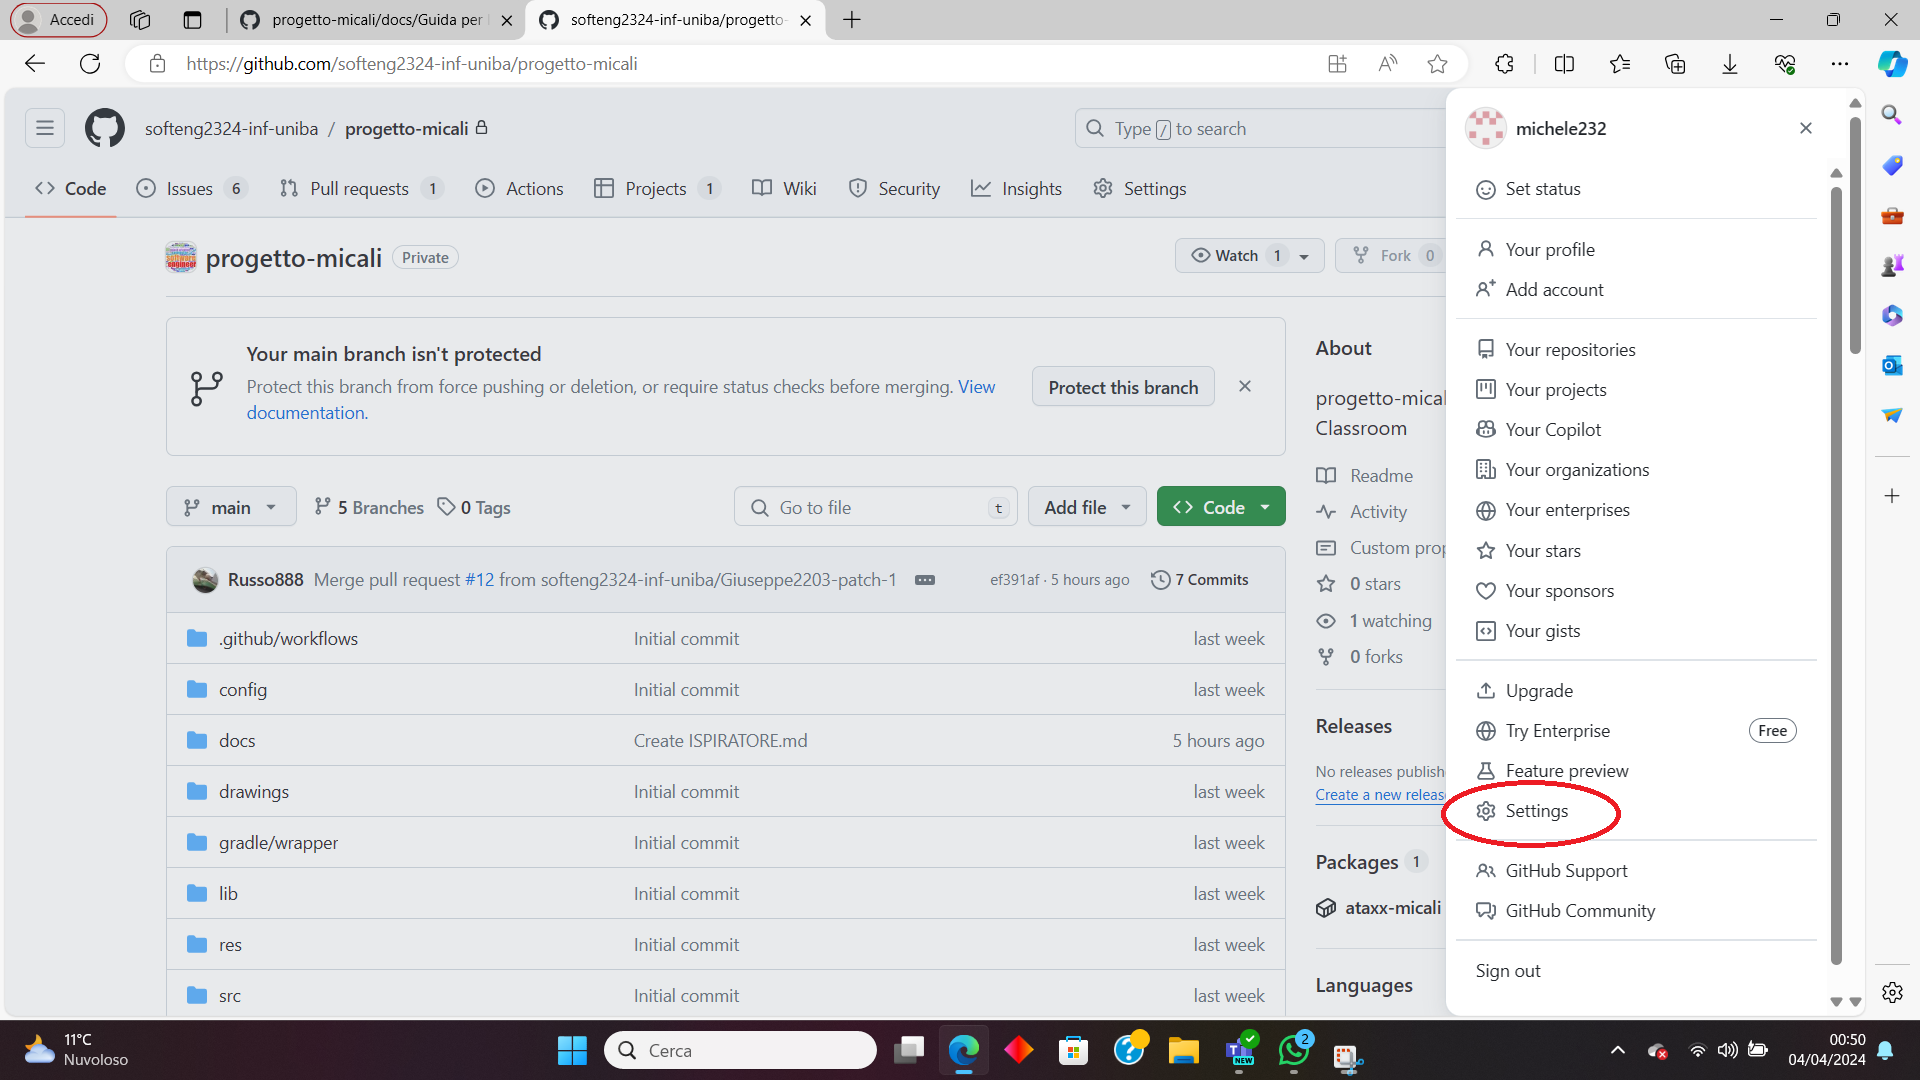 Accedi
progetto-micali/docs/Guida per
softeng2324-inf-uniba/progetto-
https://github.com/softeng2324-inf-uniba/progetto-micali
softeng2324-inf-uniba / progetto-micali
Type / to search
Code
Issues 6
Pull requests 1
Actions
Projects 1
Wiki
Security
Insights
Settings
progetto-micali Private
Watch 1
Fork 0
Your main branch isn't protected
Protect this branch from force pushing or deletion, or require status checks before merging. View
documentation.
Protect this branch
main
5 Branches
0 Tags
Go to file t
Add file
Code
Russo888 Merge pull request #12 from softeng2324-inf-uniba/Giuseppe2203-patch-1
ef391af · 5 hours ago
7 Commits
.github/workflows Initial commit last week
config Initial commit last week
docs Create ISPIRATORE.md 5 hours ago
drawings Initial commit last week
gradle/wrapper Initial commit last week
lib Initial commit last week
res Initial commit last week
src Initial commit last week
About
progetto-mical
Classroom
Readme
Activity
Custom prop
0 stars
1 watching
0 forks
Releases
No releases publish
Create a new releas
Packages 1
ataxx-micali
Languages
michele232
Set status
Your profile
Add account
Your repositories
Your projects
Your Copilot
Your organizations
Your enterprises
Your stars
Your sponsors
Your gists
Upgrade
Try Enterprise Free
Feature preview
Settings
GitHub Support
GitHub Community
Sign out
11°C
Nuvoloso
Cerca
NEW
2
00:50
04/04/2024